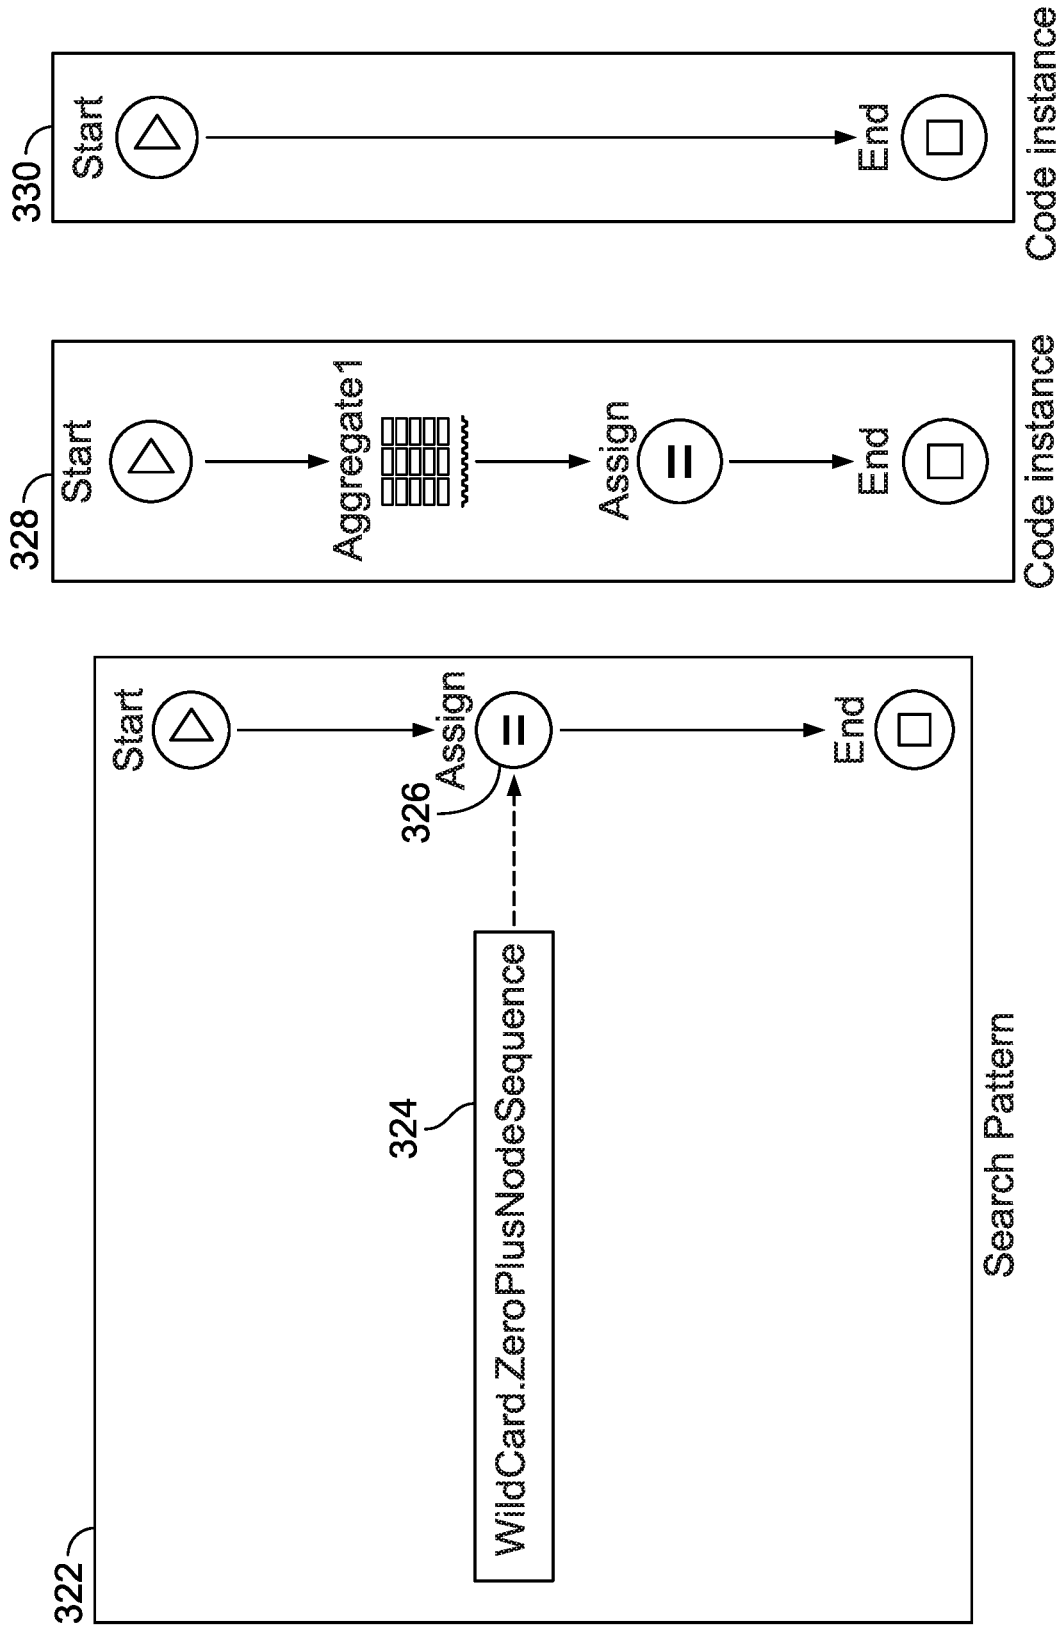 322
Start
Assign
326
WildCard.ZeroPlusNodeSequence
324
End
Search Pattern
328
Start
Aggregate1
Assign
End
Code instance
330
Start
End
Code instance